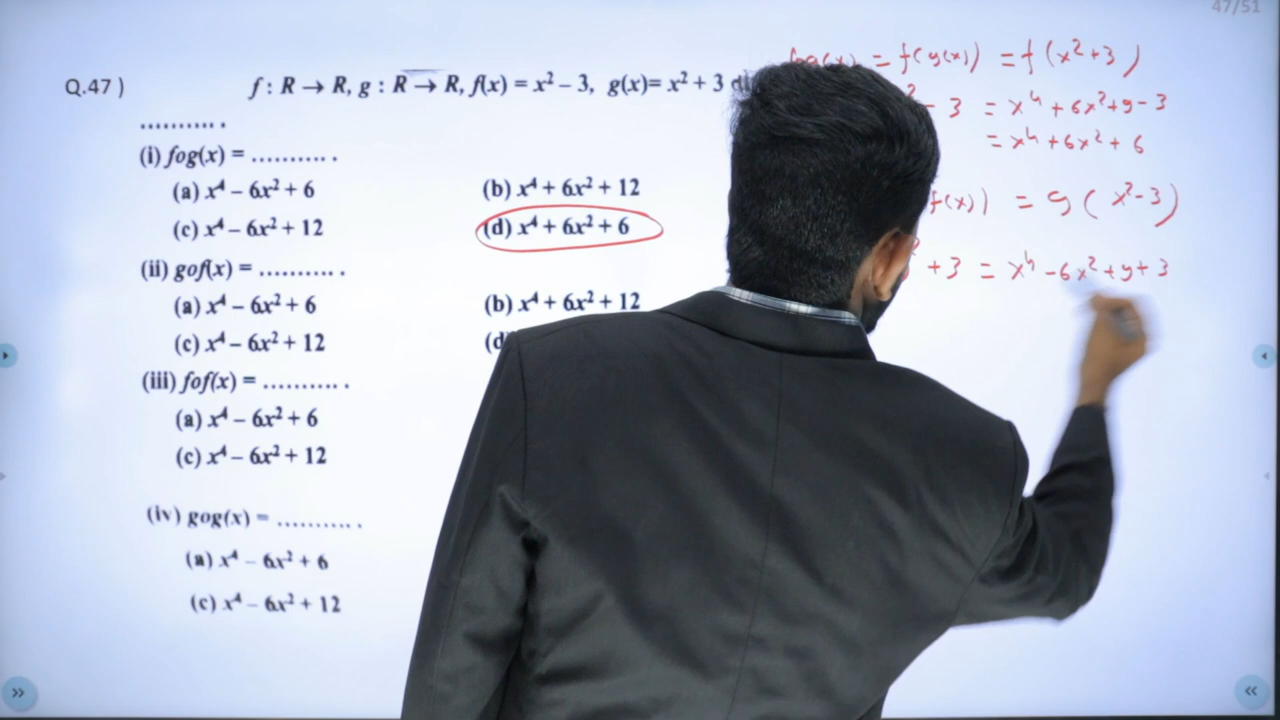 47/51
Q.47 ) f : R → R, g : R → R, f(x) = x² – 3, g(x)= x² + 3
........... .
(i) fog(x) = ........... .
(a) x⁴ – 6x² + 6 (b) x⁴ + 6x² + 12
(c) x⁴ – 6x² + 12 (d) x⁴ + 6x² + 6
(ii) gof(x) = ........... .
(a) x⁴ – 6x² + 6 (b) x⁴ + 6x² + 12
(c) x⁴ – 6x² + 12 (d
(iii) fof(x) = ........... .
(a) x⁴ – 6x² + 6
(c) x⁴ – 6x² + 12
(iv) gog(x) = ........... .
(a) x⁴ – 6x² + 6
(c) x⁴ – 6x² + 12
fog(x) = f(g(x)) = f(x²+3)
² - 3 = x⁴ + 6x² + 9 - 3
= x⁴ + 6x² + 6
f(x)) = g(x²-3)
+3 = x⁴ - 6x² + 9 + 3
>>
<<